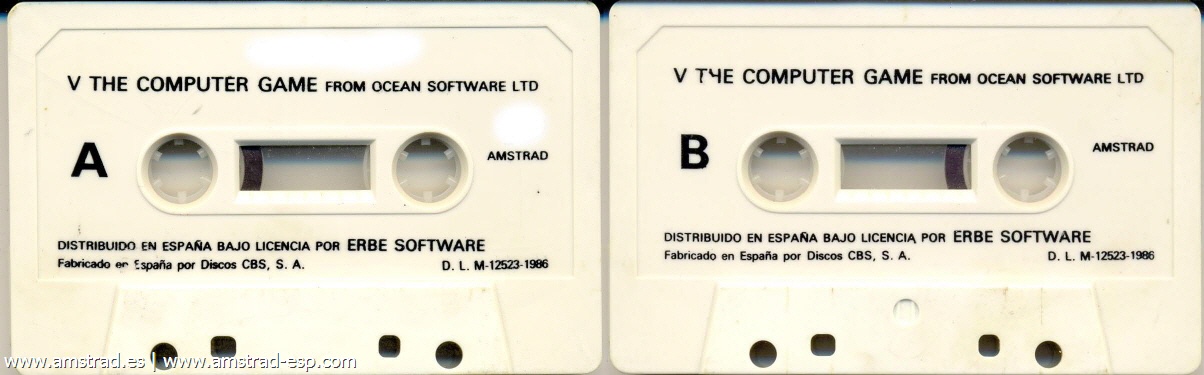 V THE COMPUTER GAME FROM OCEAN SOFTWARE LTD
A
AMSTRAD
DISTRIBUIDO EN ESPAÑA BAJO LICENCIA POR ERBE SOFTWARE
Fabricado en España por Discos CBS, S. A. D. L. M-12523-1986
V THE COMPUTER GAME FROM OCEAN SOFTWARE LTD
B
AMSTRAD
DISTRIBUIDO EN ESPAÑA BAJO LICENCIA POR ERBE SOFTWARE
Fabricado en España por Discos CBS, S. A. D. L. M-12523-1986
www.amstrad.es | www.amstrad-esp.com